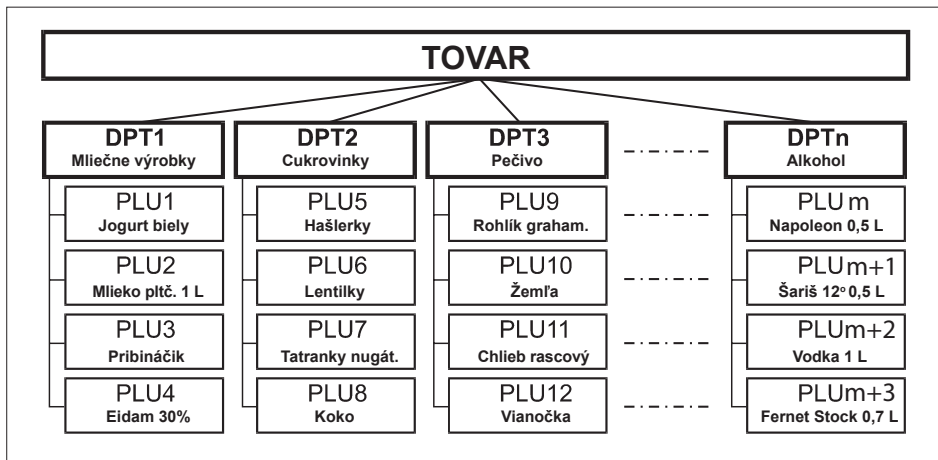 TOVAR
DPT1
Mliečne výrobky
PLU1
Jogurt biely
PLU2
Mlieko pltč. 1 L
PLU3
Pribináčik
PLU4
Eidam 30%
DPT2
Cukrovinky
PLU5
Hašlerky
PLU6
Lentilky
PLU7
Tatranky nugát.
PLU8
Koko
DPT3
Pečivo
PLU9
Rohlík graham.
PLU10
Žemľa
PLU11
Chlieb rascový
PLU12
Vianočka
DPTn
Alkohol
PLU m
Napoleon 0,5 L
PLUm+1
Šariš 12º 0,5 L
PLUm+2
Vodka 1 L
PLUm+3
Fernet Stock 0,7 L